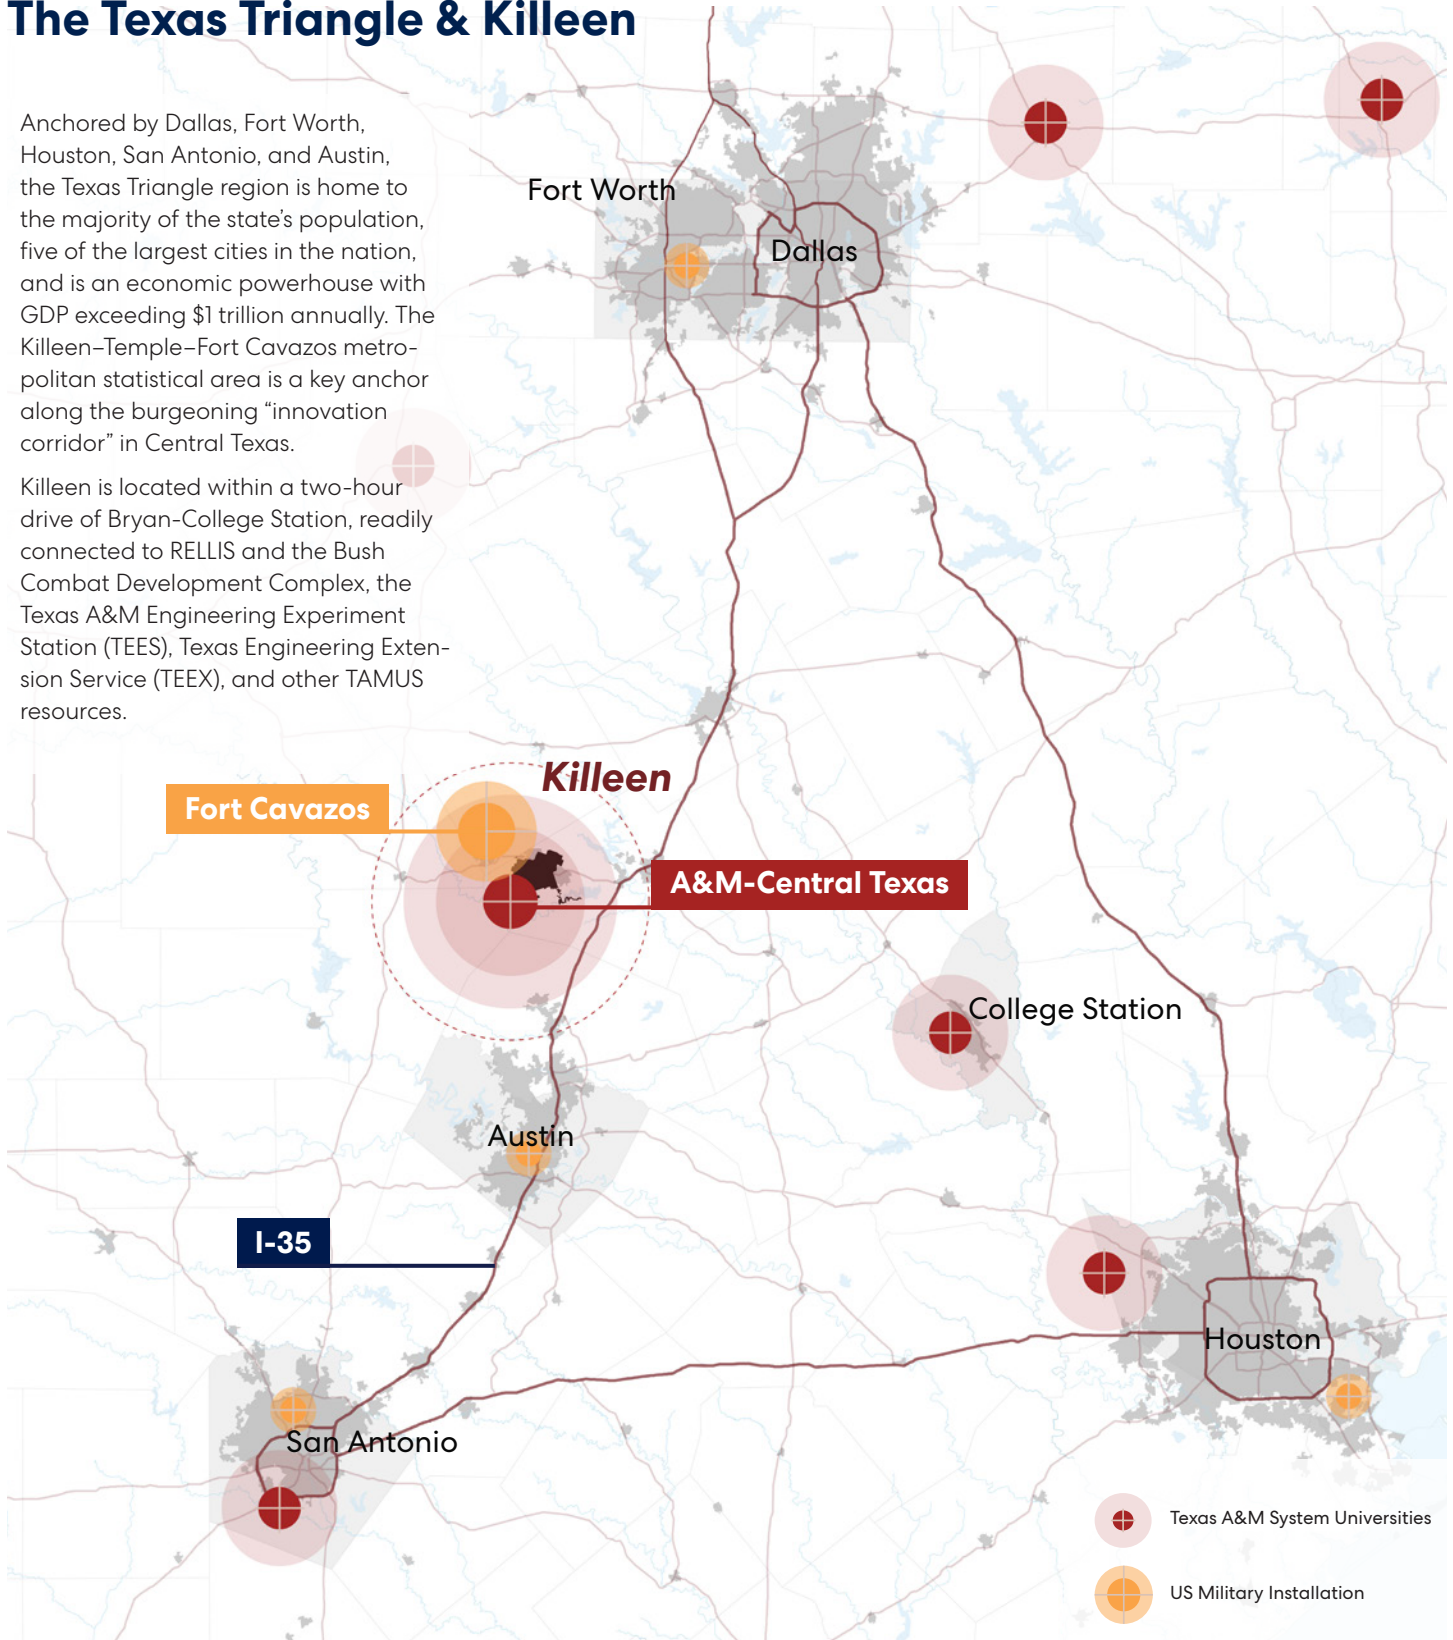 The Texas Triangle & Killeen
Anchored by Dallas, Fort Worth,
Houston, San Antonio, and Austin,
the Texas Triangle region is home to
the majority of the state's population,
five of the largest cities in the nation,
and is an economic powerhouse with
GDP exceeding $1 trillion annually. The
Killeen–Temple–Fort Cavazos metro-
politan statistical area is a key anchor
along the burgeoning “innovation
corridor” in Central Texas.
Killeen is located within a two-hour
drive of Bryan-College Station, readily
connected to RELLIS and the Bush
Combat Development Complex, the
Texas A&M Engineering Experiment
Station (TEES), Texas Engineering Exten-
sion Service (TEEX), and other TAMUS
resources.
Fort Worth
Dallas
Killeen
Fort Cavazos
A&M-Central Texas
College Station
Austin
I-35
Houston
San Antonio
Texas A&M System Universities
US Military Installation